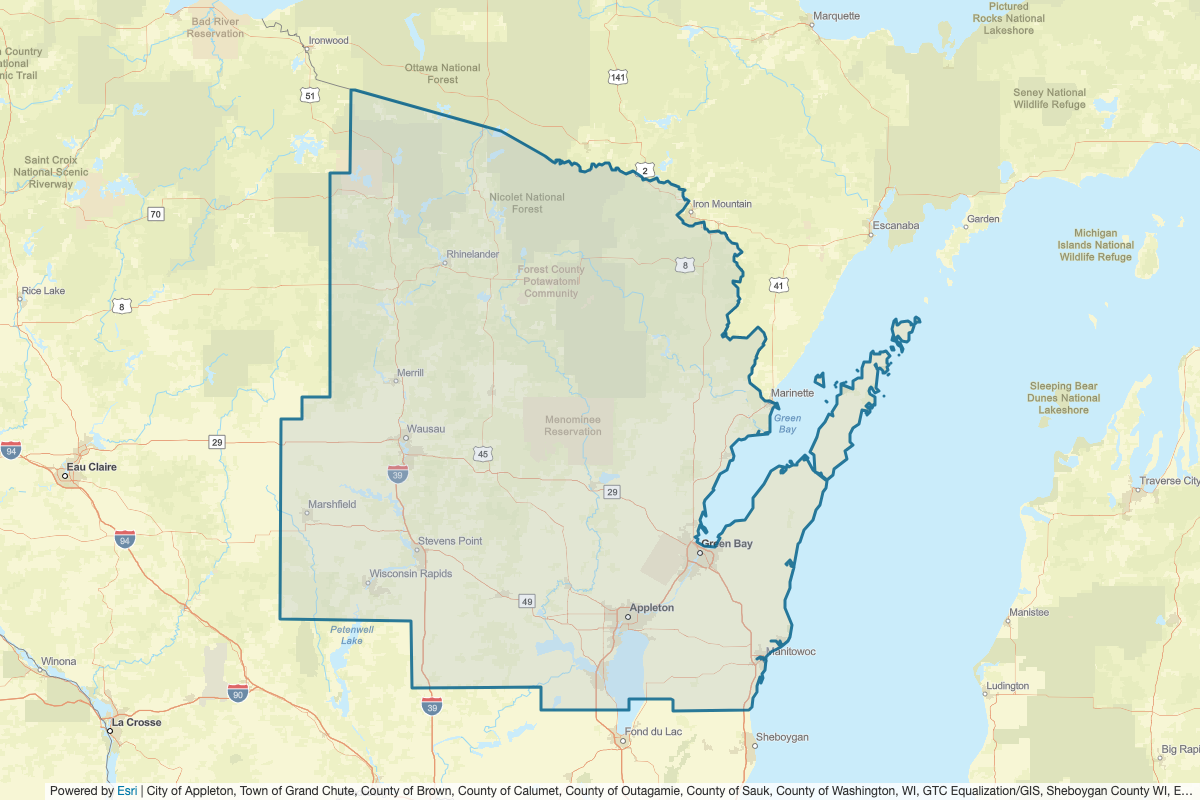 Marquette
Pictured
Rocks National
Lakeshore
Bad River
Reservation
Ironwood
Country
ational
nic Trail
Ottawa National
Forest
141
51
Seney National
Wildlife Refuge
Saint Croix
National Scenic
Riverway
2
70
Nicolet National
Forest
Iron Mountain
Escanaba
Garden
Michigan
Islands National
Wildlife Refuge
Rhinelander
Forest County
Potawatomi
Community
8
41
Rice Lake
8
Merrill
Marinette
Green
Bay
Sleeping Bear
Dunes National
Lakeshore
Menominee
Reservation
Wausau
29
94
45
Eau Claire
39
29
Traverse City
Marshfield
94
Stevens Point
Green Bay
Wisconsin Rapids
49
Appleton
Manistee
Petenwell
Lake
Manitowoc
Winona
90
39
Ludington
La Crosse
Fond du Lac
Sheboygan
Big Rapi
Powered by Esri | City of Appleton, Town of Grand Chute, County of Brown, County of Calumet, County of Outagamie, County of Sauk, County of Washington, WI, GTC Equalization/GIS, Sheboygan County WI, E...